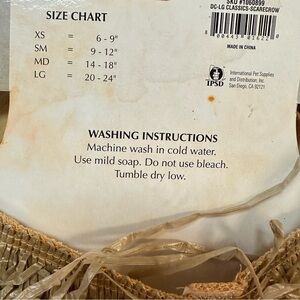 SKU #1060899
DG-LG CLASSICS-SCARECROW
MADE IN CHINA
SIZE CHART
XS = 6 - 9"
SM = 9 - 12"
MD = 14 - 18"
LG = 20 - 24"
IPSD
International Pet Supplies
and Distribution, Inc.
San Diego, CA 92121
WASHING INSTRUCTIONS
Machine wash in cold water.
Use mild soap. Do not use bleach.
Tumble dry low.